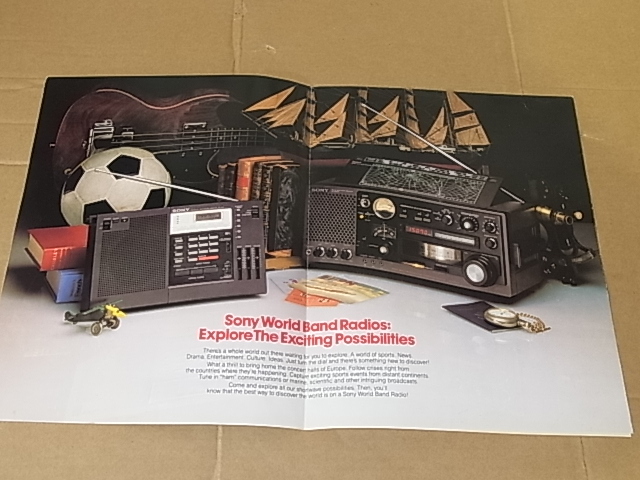 SONY
SONY
Sony World Band Radios:
Explore The Exciting Possibilities
There's a whole world out there waiting for you to explore. A world of sports, News,
Drama, Entertainment, Culture, Ideas. Just turn the dial and there's something new to discover!
What a thrill to bring home the concert halls of Europe. Follow crises right from
the countries where they're happening. Capture exciting sports events from distant continents.
Tune in "ham" communications or marine, scientific and other intriguing broadcasts.
Come and explore all our shortwave possibilities. Then, you'll
know that the best way to discover the world is on a Sony World Band Radio!